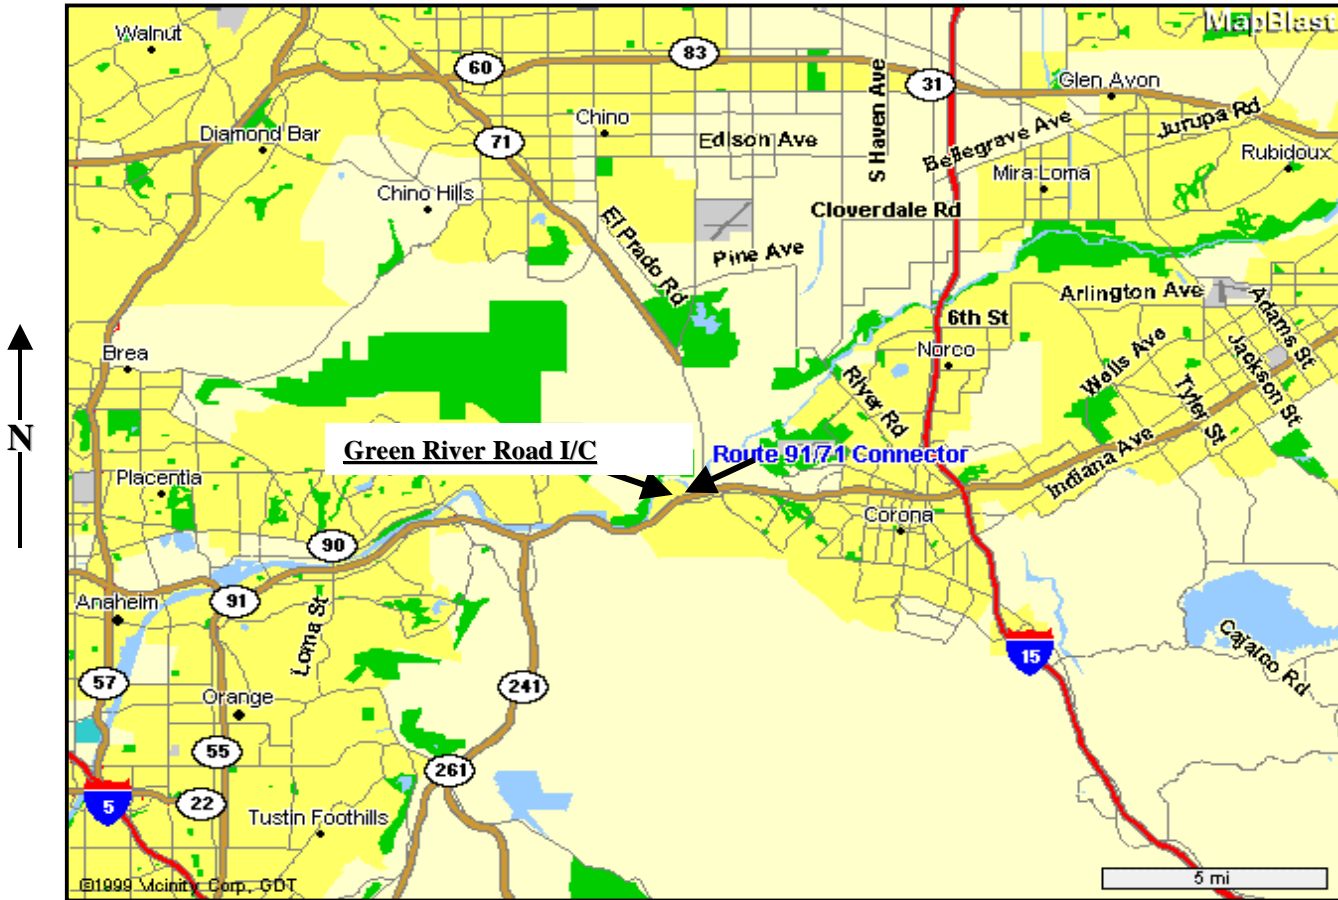 MapBlast
Walnut
60
83
31
Glen Avon
S Haven Ave
Diamond Bar
71
Chino
Edison Ave
Bellegrave Ave
Jurupa Rd
Rubidoux
Chino Hills
Mira Loma
Cloverdale Rd
El Prado Rd
Pine Ave
Arlington Ave
Adams St
6th St
Brea
Norco
Wells Ave
Jackson St
Tyler St
River Rd
N
Green River Road I/C
Route 91/71 Connector
Indiana Ave
Placentia
Corona
90
91
Anaheim
Loma St
15
Cajalco Rd
57
241
Orange
55
261
5
22
Tustin Foothills
©1999 Vicinity Corp, GDT
5 mi